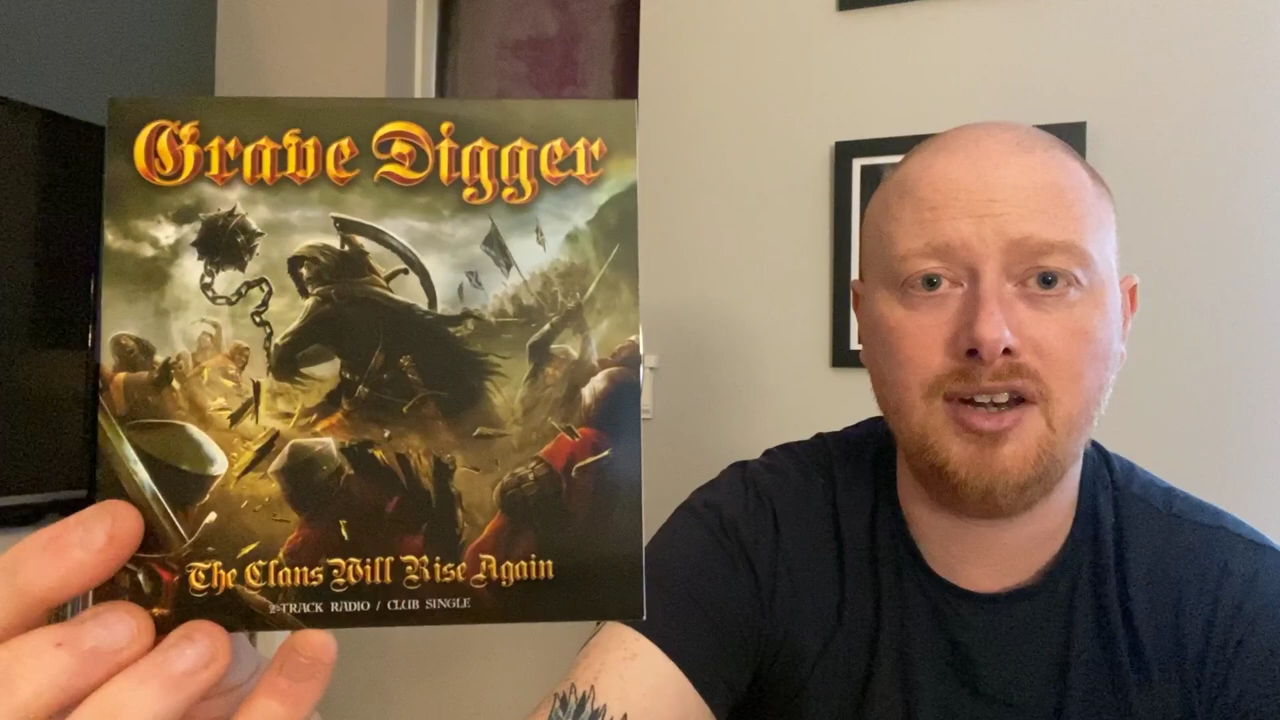 Grave Digger
The Clans Will Rise Again
2-TRACK RADIO / CLUB SINGLE